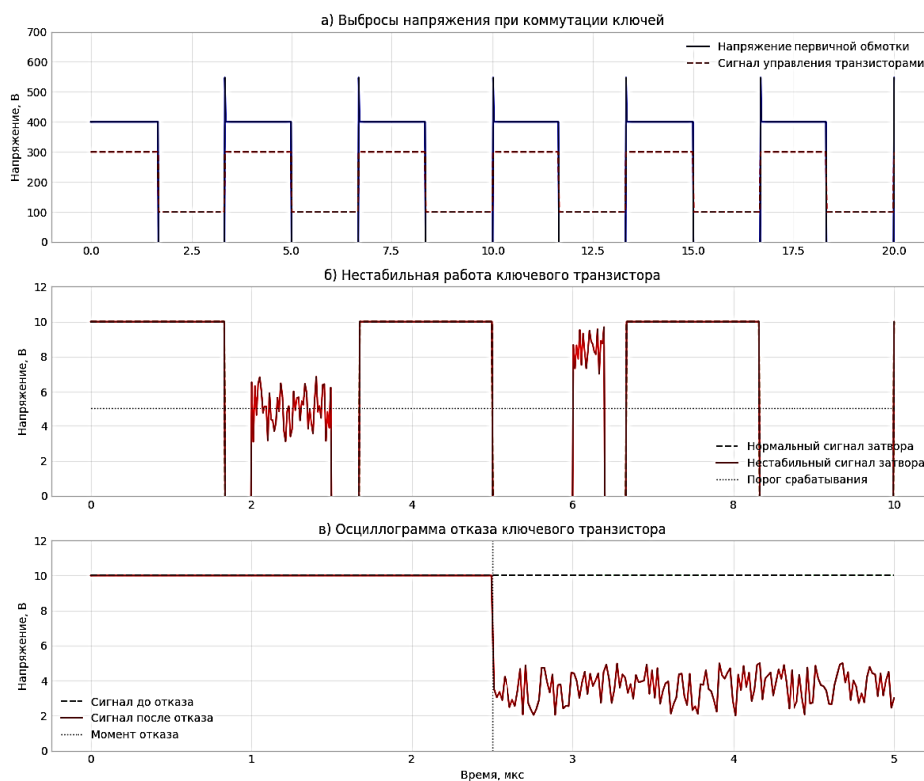 а) Выбросы напряжения при коммутации ключей
Напряжение, В
700
600
500
400
300
200
100
0
Напряжение первичной обмотки
Сигнал управления транзисторами
0.0 2.5 5.0 7.5 10.0 12.5 15.0 17.5 20.0
б) Нестабильная работа ключевого транзистора
Напряжение, В
12
10
8
6
4
2
0
Нормальный сигнал затвора
Нестабильный сигнал затвора
Порог срабатывания
0 2 4 6 8 10
в) Осциллограмма отказа ключевого транзистора
Напряжение, В
12
10
8
6
4
2
0
Сигнал до отказа
Сигнал после отказа
Момент отказа
0 1 2 3 4 5
Время, мкс